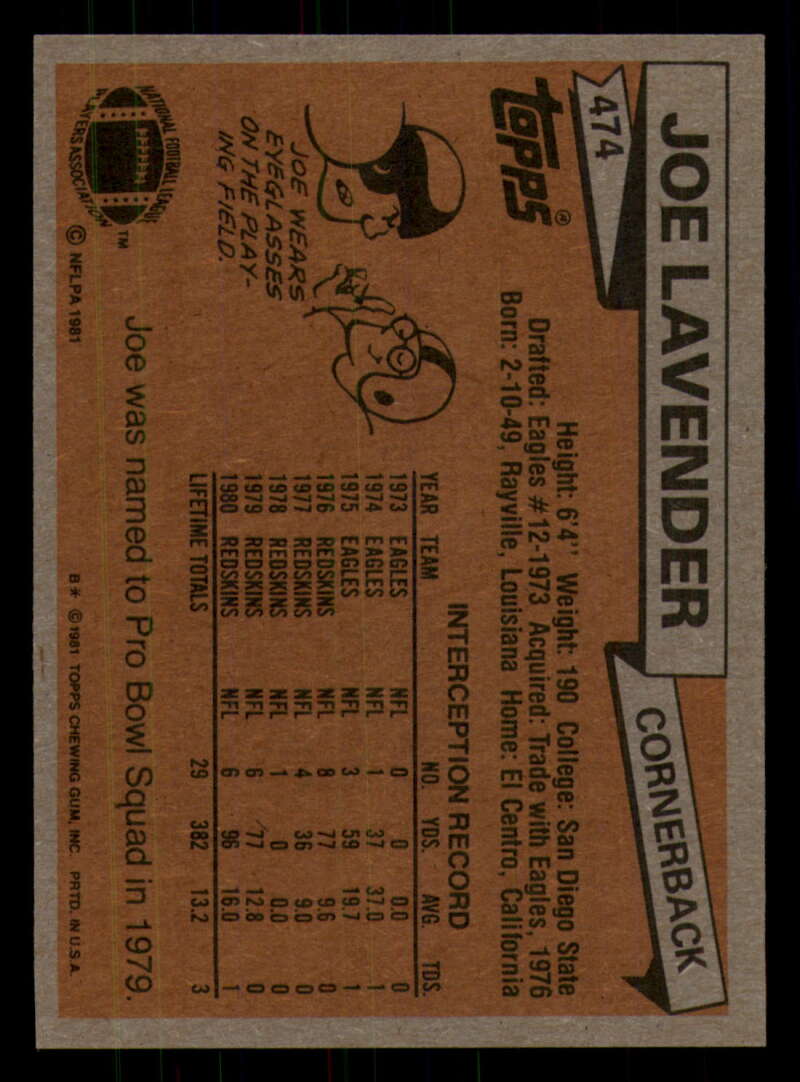 474
JOE LAVENDER
CORNERBACK
TOPPS®
Height: 6'4" Weight: 190 College: San Diego State
Drafted: Eagles #12-1973 Acquired: Trade with Eagles, 1976
Born: 2-10-49, Rayville, Louisiana Home: El Centro, California
JOE WEARS
EYEGLASSES
ON THE PLAY-
ING FIELD.
INTERCEPTION RECORD
YEAR TEAM NO. YDS. AVG. TDS.
1973 EAGLES NFL 0 0 0.0 0
1974 EAGLES NFL 1 37 37.0 1
1975 EAGLES NFL 3 59 19.7 1
1976 REDSKINS NFL 8 77 9.6 0
1977 REDSKINS NFL 4 36 9.0 0
1978 REDSKINS NFL 1 0 0.0 0
1979 REDSKINS NFL 6 77 12.8 0
1980 REDSKINS NFL 6 96 16.0 1
LIFETIME TOTALS 29 382 13.2 3
NATIONAL FOOTBALL LEAGUE
PLAYERS ASSOCIATION
™
© NFLPA 1981
Joe was named to Pro Bowl Squad in 1979.
B* © 1981 TOPPS CHEWING GUM, INC. PRTD. IN U.S.A.